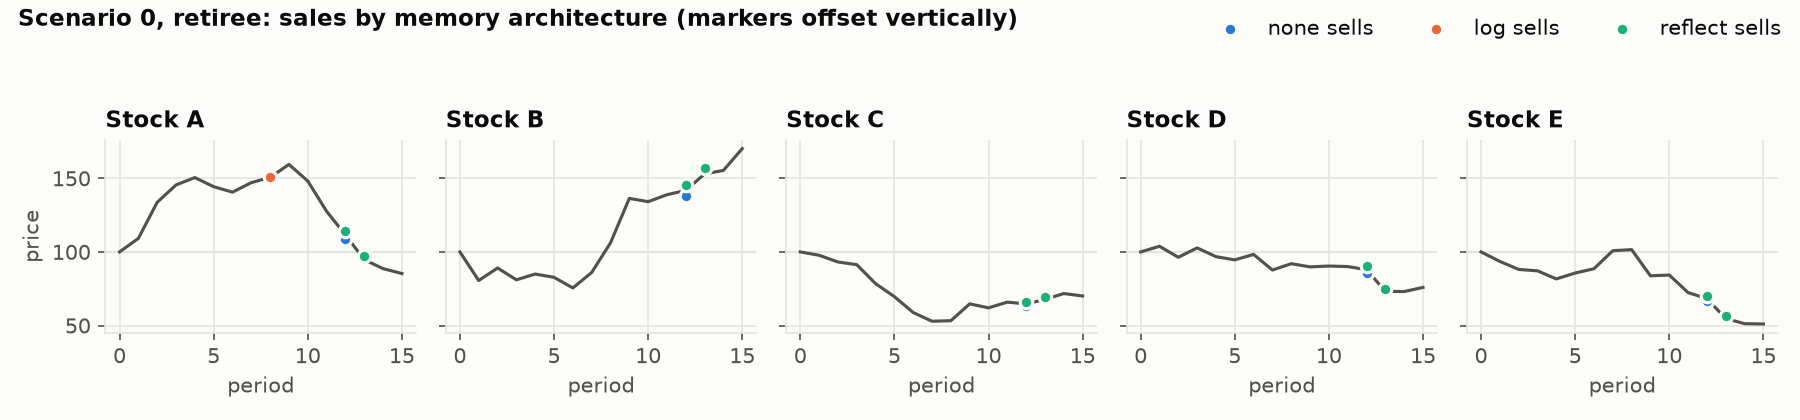 Scenario 0, retiree: sales by memory architecture (markers offset vertically)
none sells log sells reflect sells
Stock A Stock B Stock C Stock D Stock E
price
150
100
50
0 5 10 15 0 5 10 15 0 5 10 15 0 5 10 15 0 5 10 15
period period period period period